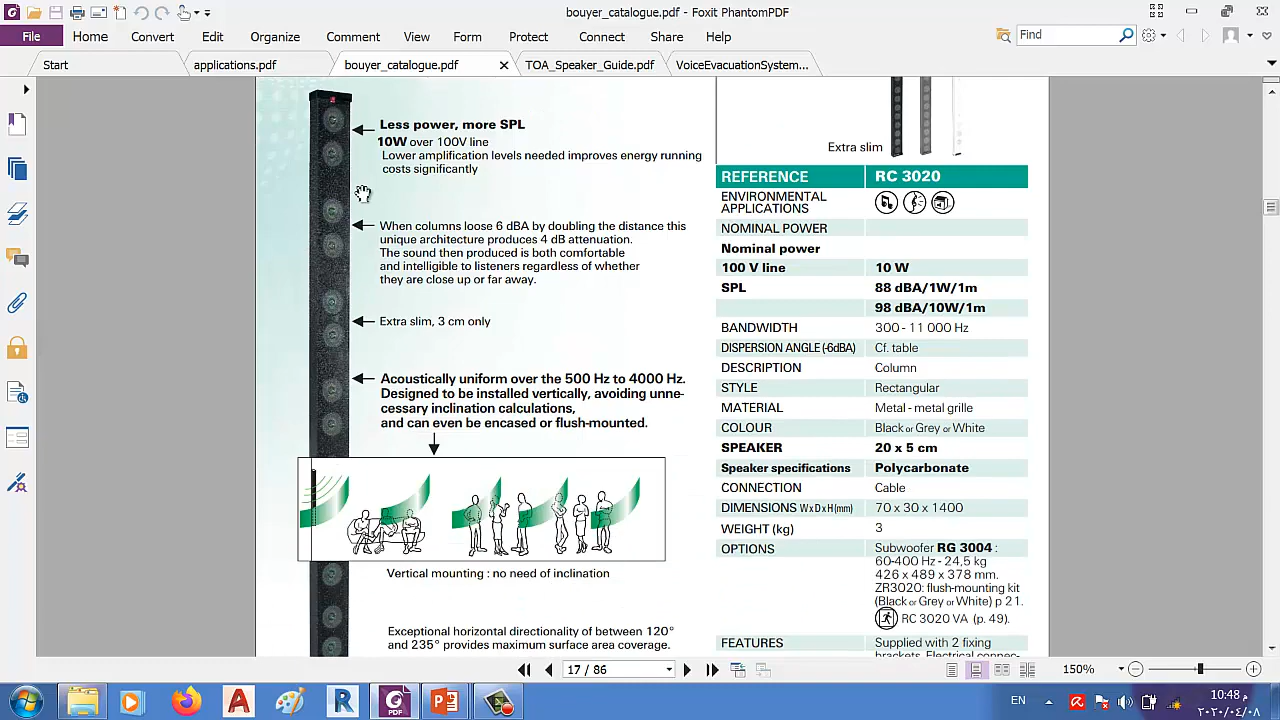 bouyer_catalogue.pdf - Foxit PhantomPDF
File Home Convert Edit Organize Comment View Form Protect Connect Share Help
Find
Start applications.pdf bouyer_catalogue.pdf TOA_Speaker_Guide.pdf VoiceEvacuationSystem...
Less power, more SPL
10W over 100V line
Lower amplification levels needed improves energy running
costs significantly
When columns loose 6 dBA by doubling the distance this
unique architecture produces 4 dB attenuation.
The sound then produced is both comfortable
and intelligible to listeners regardless of whether
they are close up or far away.
Extra slim, 3 cm only
Acoustically uniform over the 500 Hz to 4000 Hz.
Designed to be installed vertically, avoiding unne-
cessary inclination calculations,
and can even be encased or flush-mounted.
Vertical mounting : no need of inclination
Exceptional horizontal directionality of between 120°
and 235° provides maximum surface area coverage.
Extra slim
REFERENCE RC 3020
ENVIRONMENTAL
APPLICATIONS
NOMINAL POWER
Nominal power
100 V line 10 W
SPL 88 dBA/1W/1m
98 dBA/10W/1m
BANDWIDTH 300 - 11 000 Hz
DISPERSION ANGLE (-6dBA) Cf. table
DESCRIPTION Column
STYLE Rectangular
MATERIAL Metal - metal grille
COLOUR Black or Grey or White
SPEAKER 20 x 5 cm
Speaker specifications Polycarbonate
CONNECTION Cable
DIMENSIONS WxDxH(mm) 70 x 30 x 1400
WEIGHT (kg) 3
OPTIONS Subwoofer RG 3004 :
60-400 Hz - 24,5 kg
426 x 489 x 378 mm.
ZR3020: flush-mounting kit
(Black or Grey or White) p 21.
RC 3020 VA (p. 49).
FEATURES Supplied with 2 fixing
brackets. Electrical connec-
17 / 86
150%
EN
10:48 م
٢٠٢٠/٠٤/٠٨